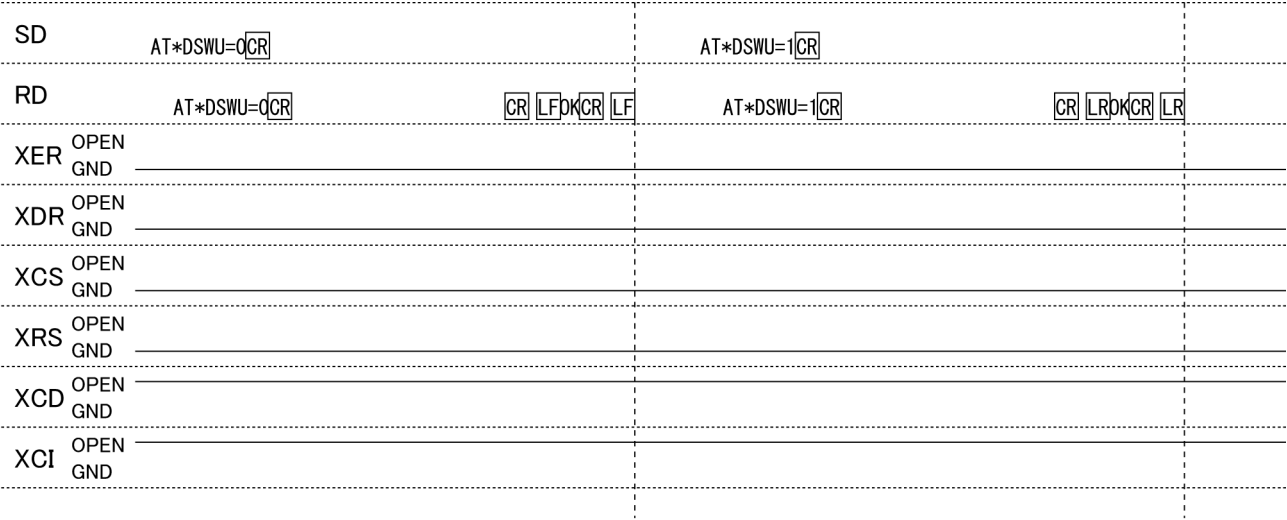 SD AT*DSWU=0CR AT*DSWU=1CR
RD AT*DSWU=0CR CR LFOKCR LF AT*DSWU=1CR CR LROKCR LR
XER OPEN
GND
XDR OPEN
GND
XCS OPEN
GND
XRS OPEN
GND
XCD OPEN
GND
XCI OPEN
GND